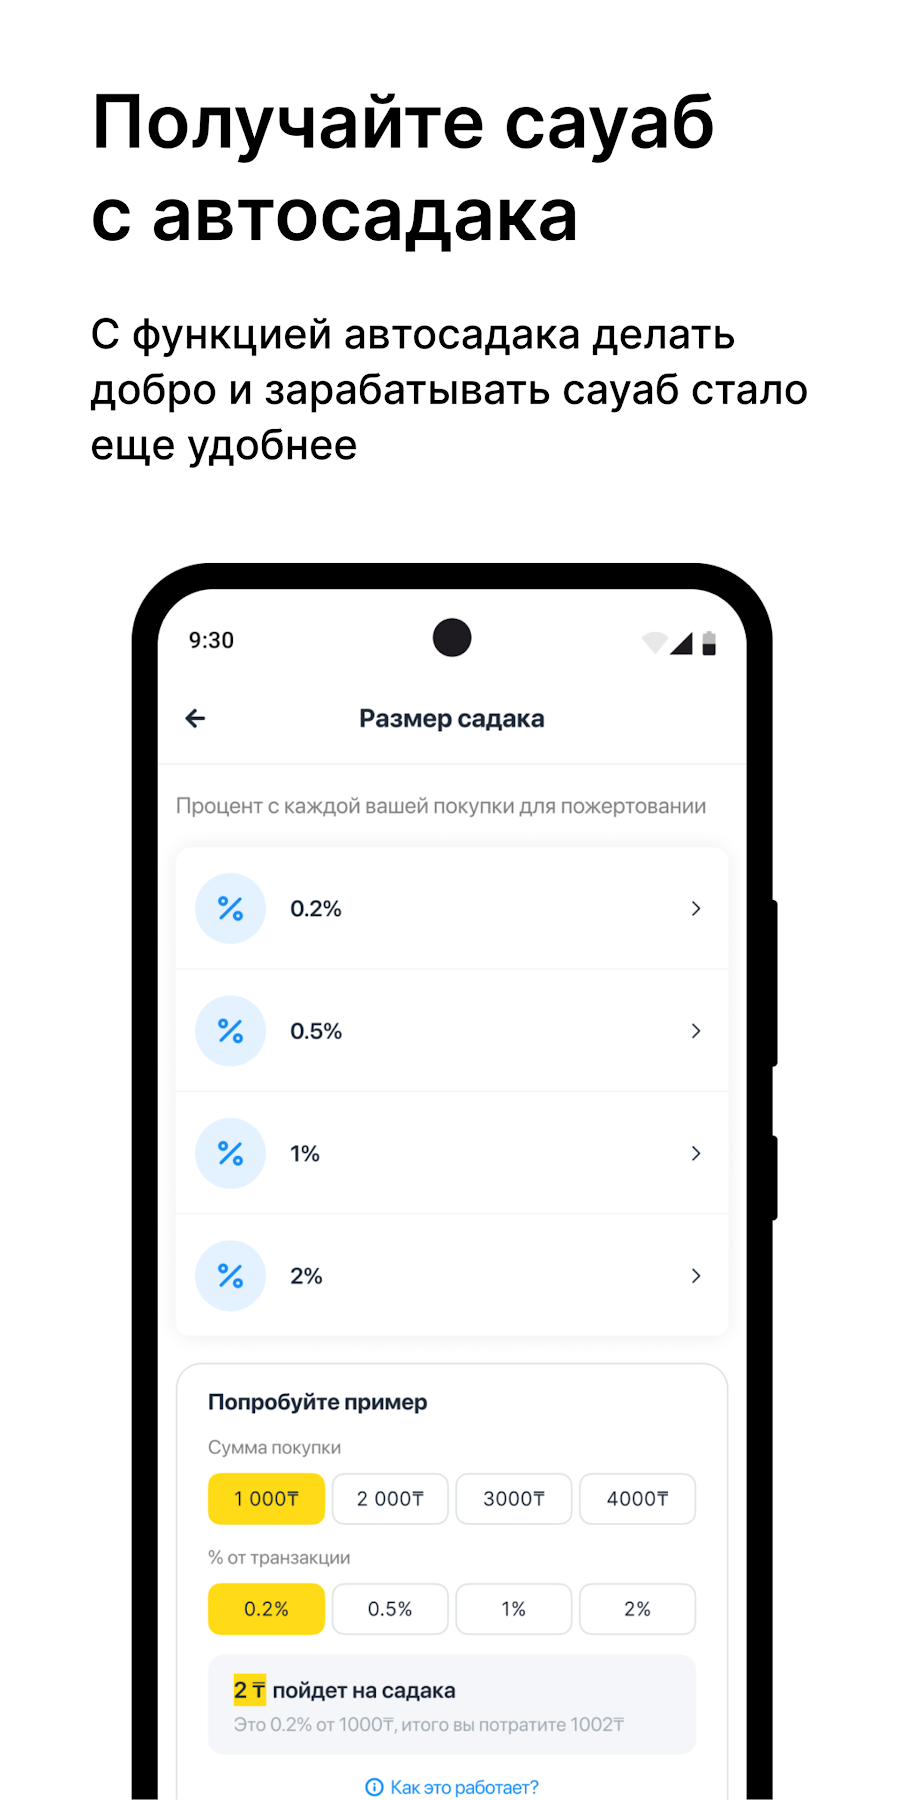 Получайте сауаб
с автосадака
С функцией автосадака делать
добро и зарабатывать сауаб стало
еще удобнее
9:30
Размер садака
Процент с каждой вашей покупки для пожертовании
0.2%
0.5%
1%
2%
Попробуйте пример
Сумма покупки
1 000₸ 2 000₸ 3000₸ 4000₸
% от транзакции
0.2% 0.5% 1% 2%
2 ₸ пойдет на садака
Это 0.2% от 1000₸, итого вы потратите 1002₸
Как это работает?